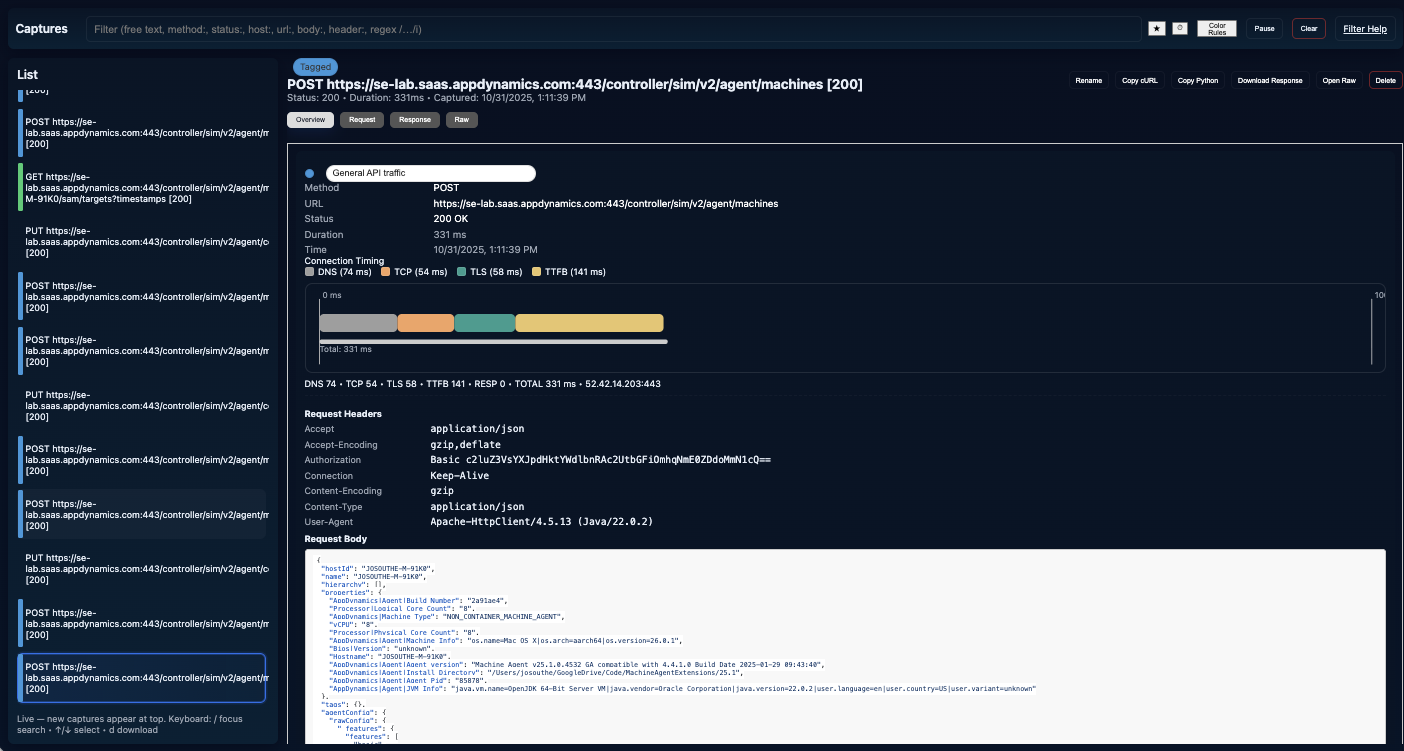 Captures
Filter (free text, method:, status:, host:, url:, body:, header:, regex /.../i)
★
Color Rules
Pause
Clear
Filter Help
List
[200]
POST https://se-
lab.saas.appdynamics.com:443/controller/sim/v2/agent/m
[200]
GET https://se-
lab.saas.appdynamics.com:443/controller/sim/v2/agent/m
M-91K0/sam/targets?timestamps [200]
PUT https://se-
lab.saas.appdynamics.com:443/controller/sim/v2/agent/c
[200]
POST https://se-
lab.saas.appdynamics.com:443/controller/sim/v2/agent/m
[200]
POST https://se-
lab.saas.appdynamics.com:443/controller/sim/v2/agent/m
[200]
PUT https://se-
lab.saas.appdynamics.com:443/controller/sim/v2/agent/c
[200]
POST https://se-
lab.saas.appdynamics.com:443/controller/sim/v2/agent/m
[200]
POST https://se-
lab.saas.appdynamics.com:443/controller/sim/v2/agent/m
[200]
PUT https://se-
lab.saas.appdynamics.com:443/controller/sim/v2/agent/c
[200]
POST https://se-
lab.saas.appdynamics.com:443/controller/sim/v2/agent/m
[200]
POST https://se-
lab.saas.appdynamics.com:443/controller/sim/v2/agent/m
[200]
Live — new captures appear at top. Keyboard: / focus
search • ↑/↓ select • d download
Tagged
POST https://se-lab.saas.appdynamics.com:443/controller/sim/v2/agent/machines [200]
Status: 200 • Duration: 331ms • Captured: 10/31/2025, 1:11:39 PM
Rename
Copy cURL
Copy Python
Download Response
Open Raw
Delete
Overview
Request
Response
Raw
General API traffic
Method POST
URL https://se-lab.saas.appdynamics.com:443/controller/sim/v2/agent/machines
Status 200 OK
Duration 331 ms
Time 10/31/2025, 1:11:39 PM
Connection Timing
DNS (74 ms) TCP (54 ms) TLS (58 ms) TTFB (141 ms)
0 ms
100
Total: 331 ms
DNS 74 • TCP 54 • TLS 58 • TTFB 141 • RESP 0 • TOTAL 331 ms • 52.42.14.203:443
Request Headers
Accept application/json
Accept-Encoding gzip,deflate
Authorization Basic c2luZ3VsYXJpdHktYWdlbnRAc2UtbGFiOmhqNmE0ZDdoMmN1cQ==
Connection Keep-Alive
Content-Encoding gzip
Content-Type application/json
User-Agent Apache-HttpClient/4.5.13 (Java/22.0.2)
Request Body
{
"hostId": "JOSOUTHE-M-91K0",
"name": "JOSOUTHE-M-91K0",
"hierarchy": [],
"properties": {
"AppDynamics|Agent|Build Number": "2a91ae4",
"Processor|Logical Core Count": "8",
"AppDynamics|Machine Type": "NON_CONTAINER_MACHINE_AGENT",
"vCPU": "8",
"Processor|Physical Core Count": "8",
"AppDynamics|Agent|Machine Info": "os.name=Mac OS X|os.arch=aarch64|os.version=26.0.1",
"Bios|Version": "unknown",
"Hostname": "JOSOUTHE-M-91K0",
"AppDynamics|Agent|Agent version": "Machine Agent v25.1.0.4532 GA compatible with 4.4.1.0 Build Date 2025-01-29 09:43:40",
"AppDynamics|Agent|Install Directory": "/Users/josouthe/GoogleDrive/Code/MachineAgentExtensions/25.1",
"AppDynamics|Agent|Agent Pid": "85878",
"AppDynamics|Agent|JVM Info": "java.vm.name=OpenJDK 64-Bit Server VM|java.vendor=Oracle Corporation|java.version=22.0.2|user.language=en|user.country=US|user.variant=unknown"
},
"tags": {},
"agentConfig": {
"rawConfig": {
"_features": {
"features": [